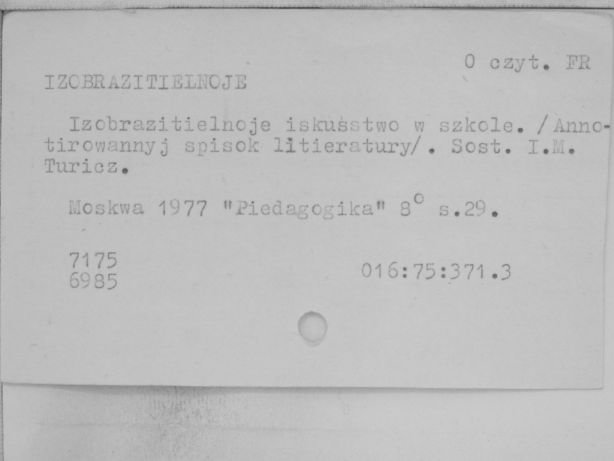 O czyt. FR
IZOBRAZITIELNOJE
Izobrazitielnoje iskusstwo w szkole. /Anno-
tirowannyj spisok litieratury/. Sost. I.M.
Turicz.
Moskwa 1977 "Piedagogika" 8° s.29.
7175
6985
016:75:371.3